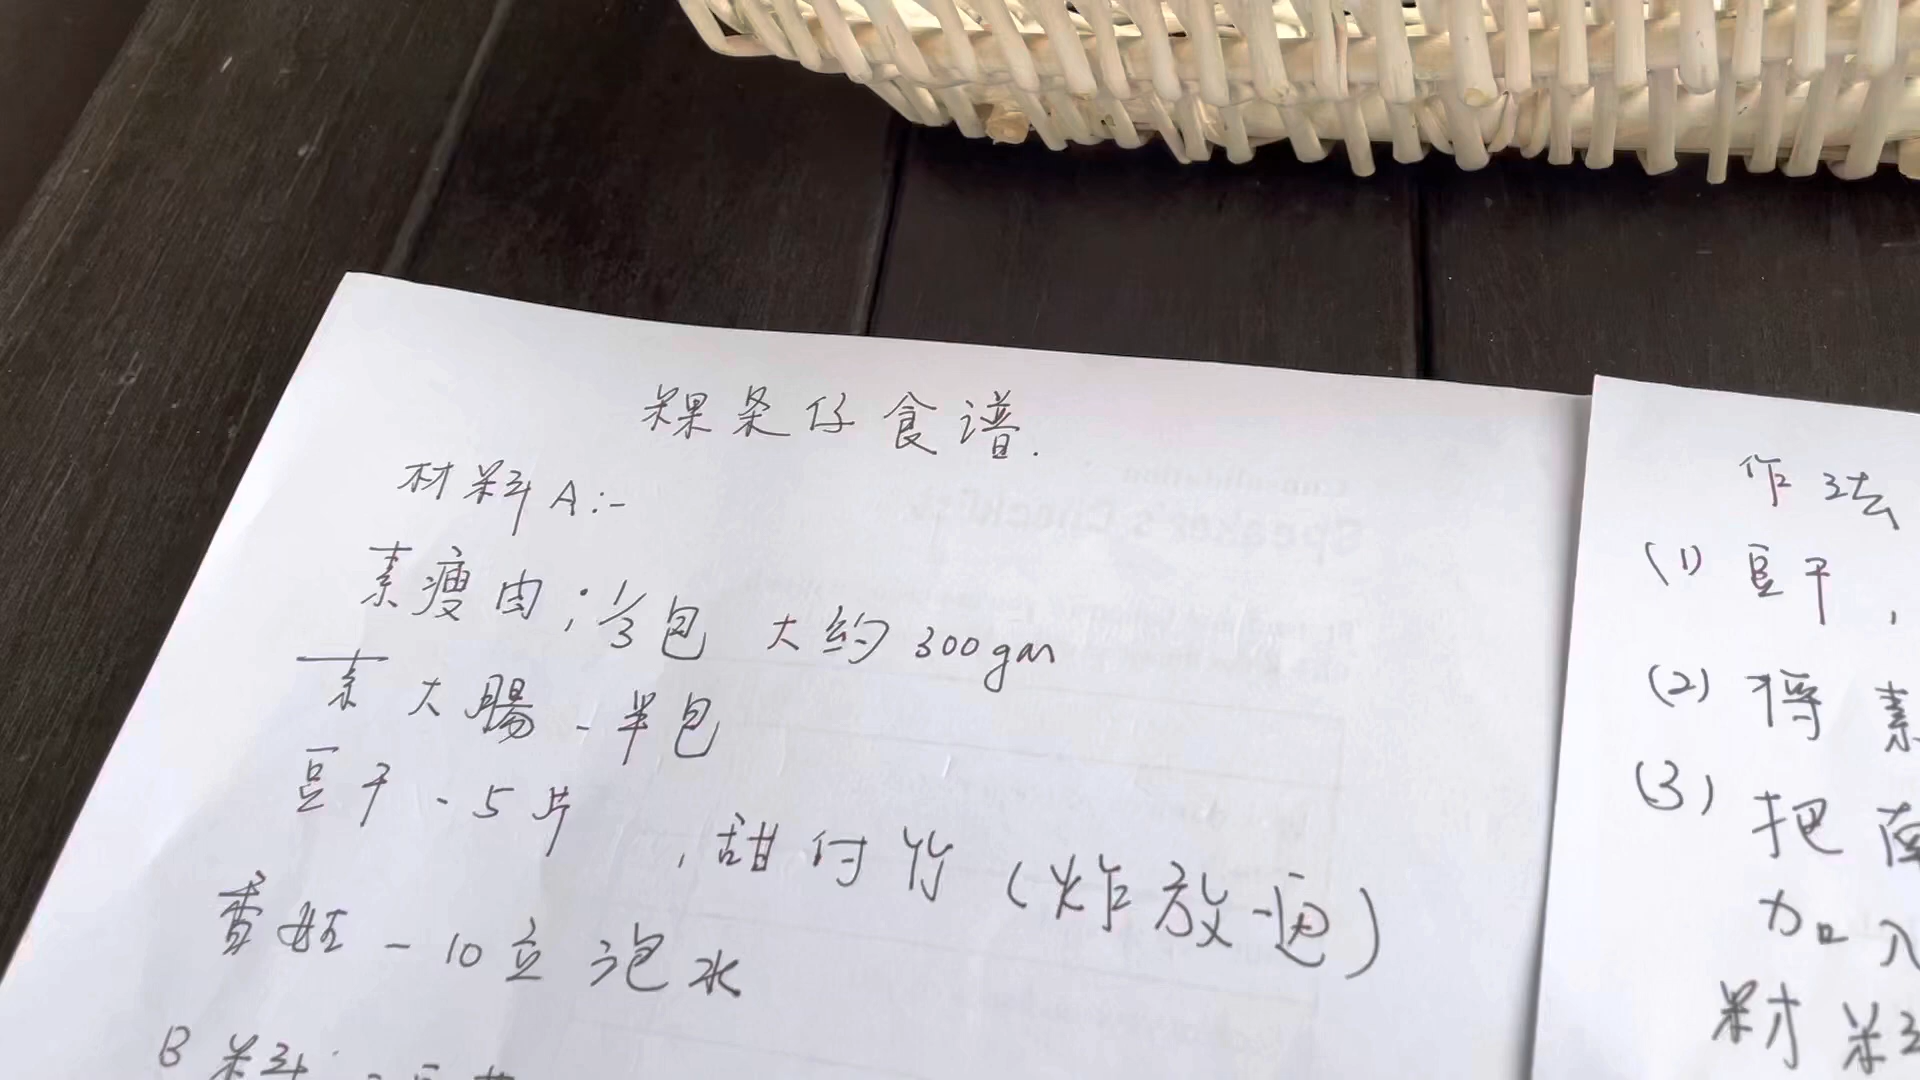 粿条仔食谱.
材料A:-
素瘦肉; 1/3包 大约300gm
素大腸 - 半包
豆干 - 5片
, 甜付竹 (炸放一边)
香菇 - 10立 泡水
B料:
作法
(1) 豆干,
(2) 将素
(3) 把
加入
材料